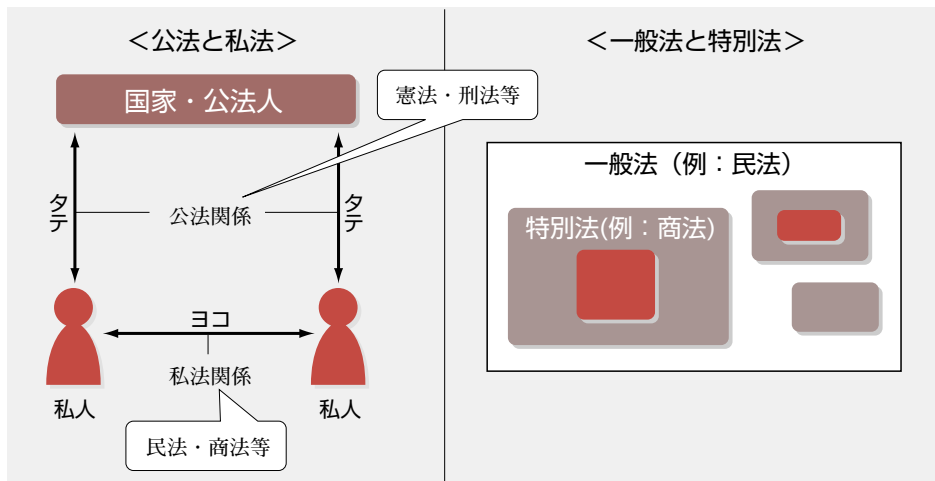 ＜公法と私法＞
国家・公法人
憲法・刑法等
タテ
公法関係
タテ
ヨコ
私法関係
私人
私人
民法・商法等
＜一般法と特別法＞
一般法（例：民法）
特別法(例：商法)